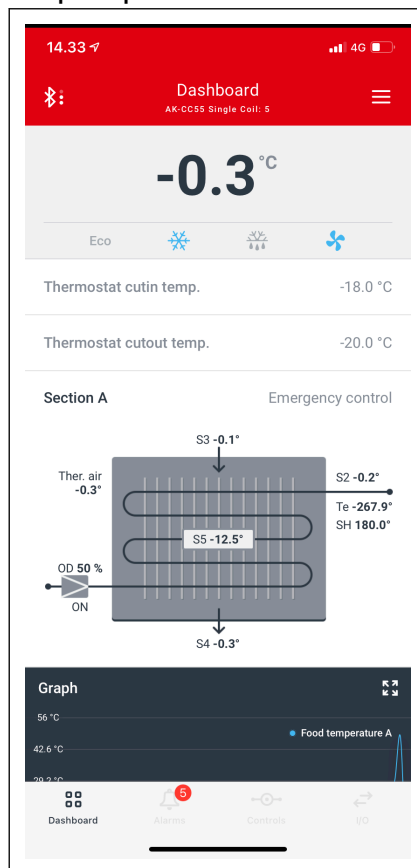 14.33
4G
Dashboard
AK-CC55 Single Coil: 5
-0.3 °C
Eco
Thermostat cutin temp. -18.0 °C
Thermostat cutout temp. -20.0 °C
Section A Emergency control
S3 -0.1°
Ther. air
-0.3°
S2 -0.2°
Te -267.9°
SH 180.0°
S5 -12.5°
OD 50 %
ON
S4 -0.3°
Graph
56 °C
Food temperature A
42.6 °C
29.2 °C
5
Dashboard Alarms Controls I/O